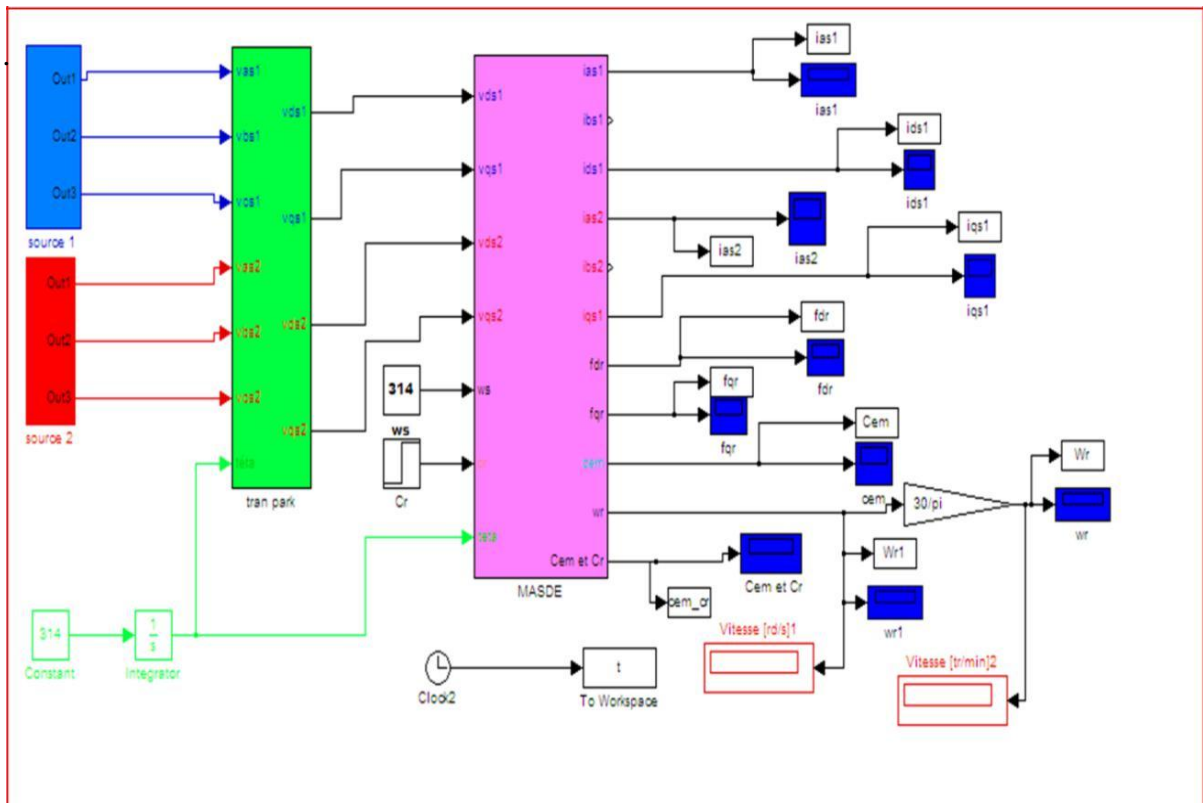 Out1
Out2
Out3
source 1
Out1
Out2
Out3
source 2
vas1
vbs1
vds1
vqs1
vas2
vds2
vqs2
teta
tran park
vds1
vqs1
vds2
vqs2
314
ws
Cr
ws
cr
teta
ias1
ibs1
ids1
ias2
ibs2
iqs1
fdr
fqr
cem
wr
Cem et Cr
MASDE
ias1
ias1
ids1
ids1
ias2
ias2
iqs1
iqs1
fdr
fdr
fqr
fqr
Cem
cem
30/pi
Wr
wr
Wr1
wr1
Cem et Cr
cem_cr
Vitesse [rd/s]1
Vitesse [tr/min]2
314
Constant
1
s
Integrator
Clock2
t
To Workspace